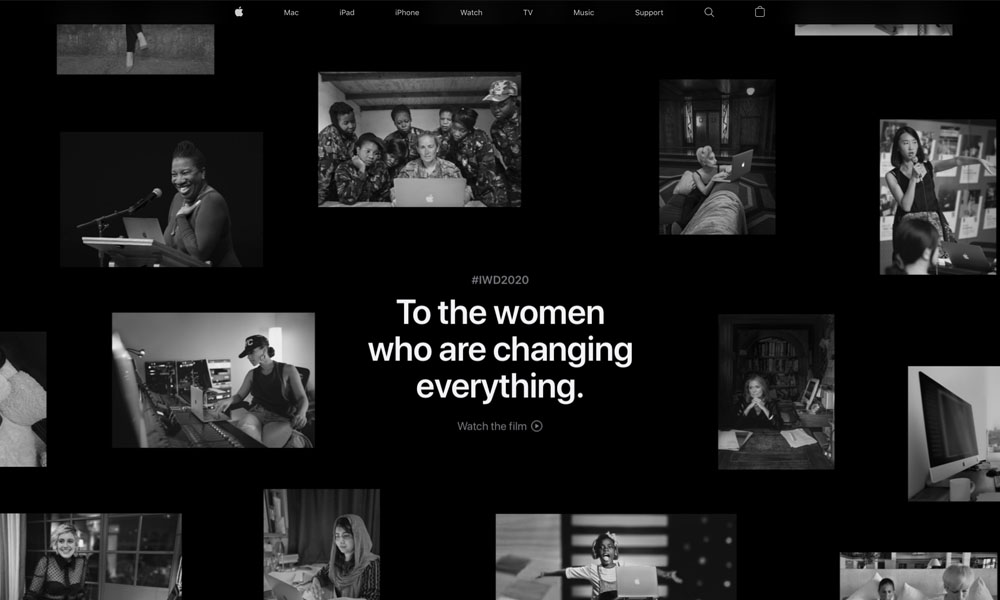 Mac iPad iPhone Watch TV Music Support
#IWD2020
To the women
who are changing
everything.
Watch the film